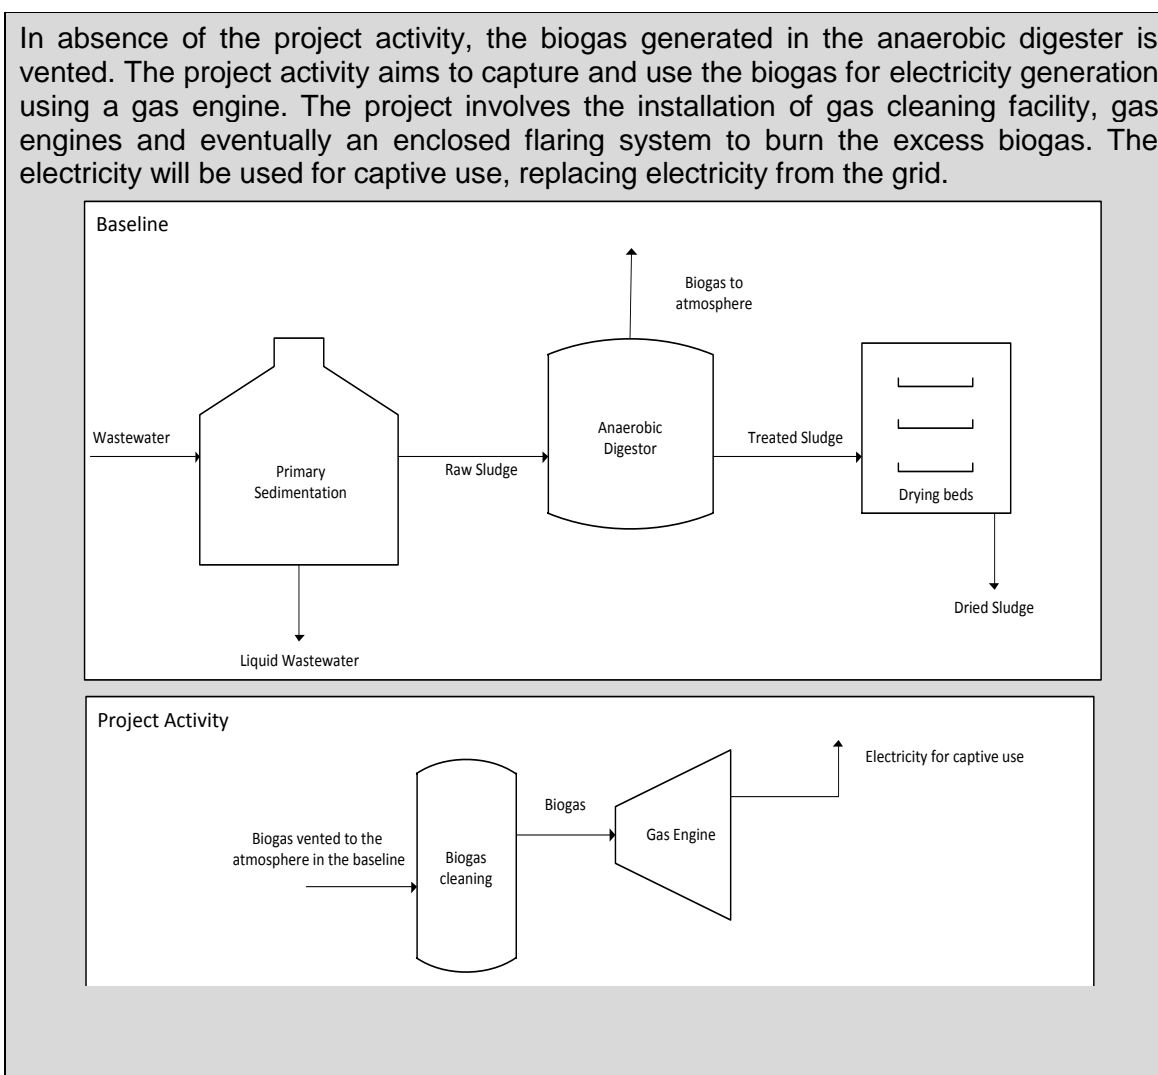 In absence of the project activity, the biogas generated in the anaerobic digester is
vented. The project activity aims to capture and use the biogas for electricity generation
using a gas engine. The project involves the installation of gas cleaning facility, gas
engines and eventually an enclosed flaring system to burn the excess biogas. The
electricity will be used for captive use, replacing electricity from the grid.
Baseline
Biogas to
atmosphere
Wastewater
Primary
Sedimentation
Raw Sludge
Anaerobic
Digestor
Treated Sludge
Drying beds
Dried Sludge
Liquid Wastewater
Project Activity
Electricity for captive use
Biogas
Biogas vented to the
atmosphere in the baseline
Biogas
cleaning
Gas Engine